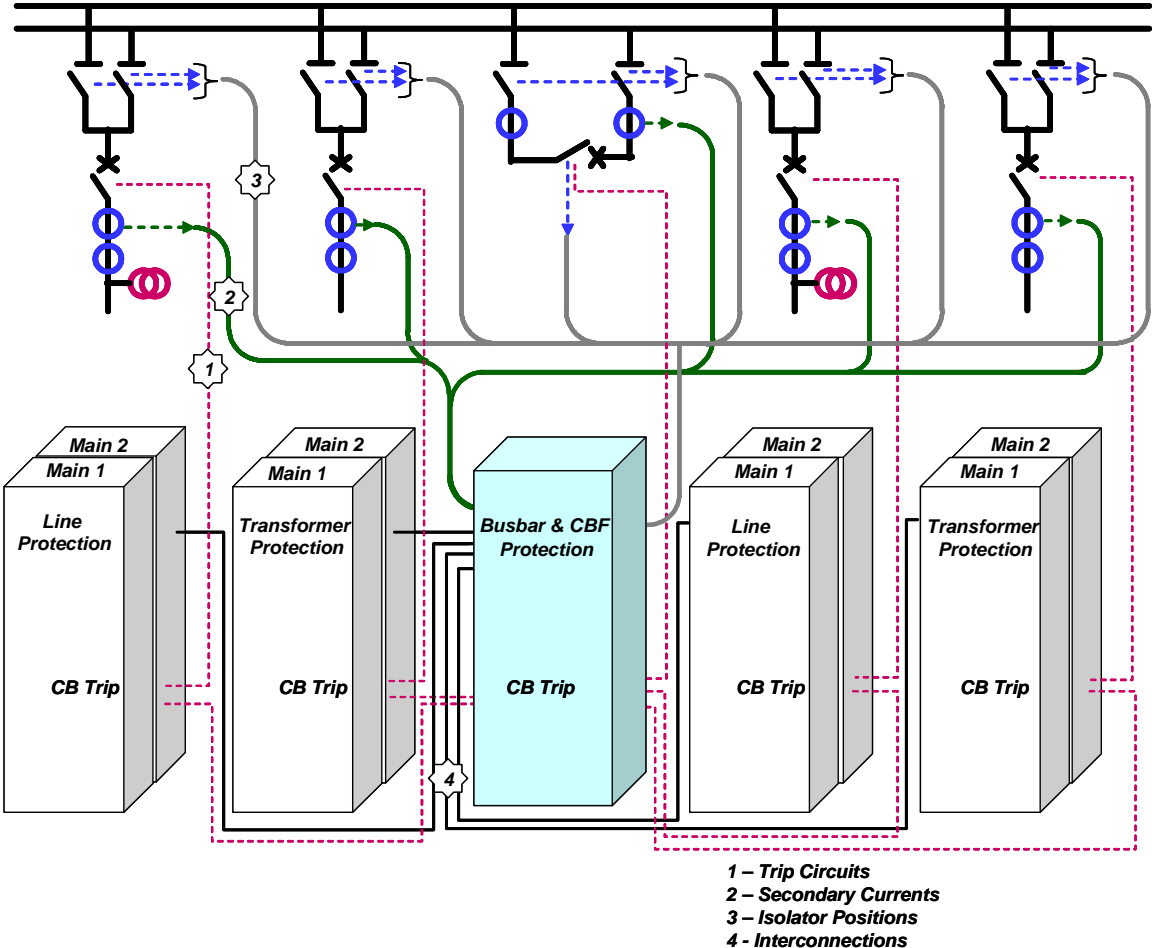 3
2
1
Main 2
Main 1
Line
Protection
CB Trip
Main 2
Main 1
Transformer
Protection
CB Trip
Busbar & CBF
Protection
CB Trip
Main 2
Main 1
Line
Protection
CB Trip
Main 2
Main 1
Transformer
Protection
CB Trip
4
1 – Trip Circuits
2 – Secondary Currents
3 – Isolator Positions
4 - Interconnections